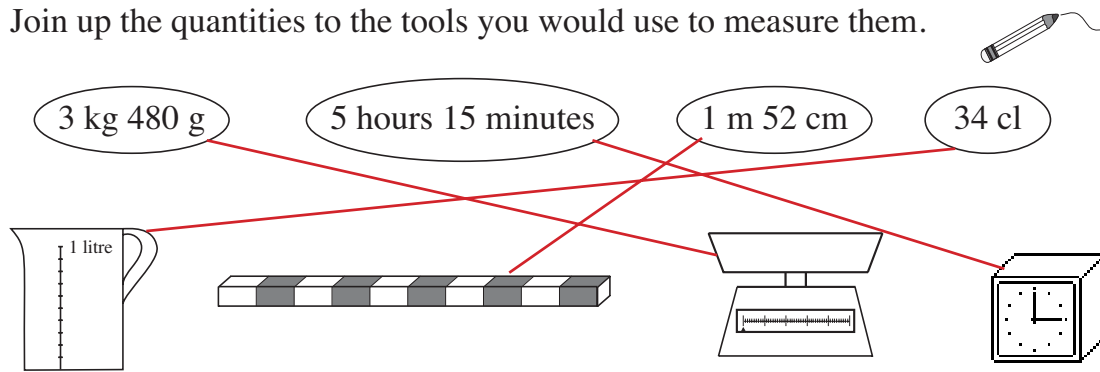 Join up the quantities to the tools you would use to measure them.
3 kg 480 g
5 hours 15 minutes
1 m 52 cm
34 cl
1 litre